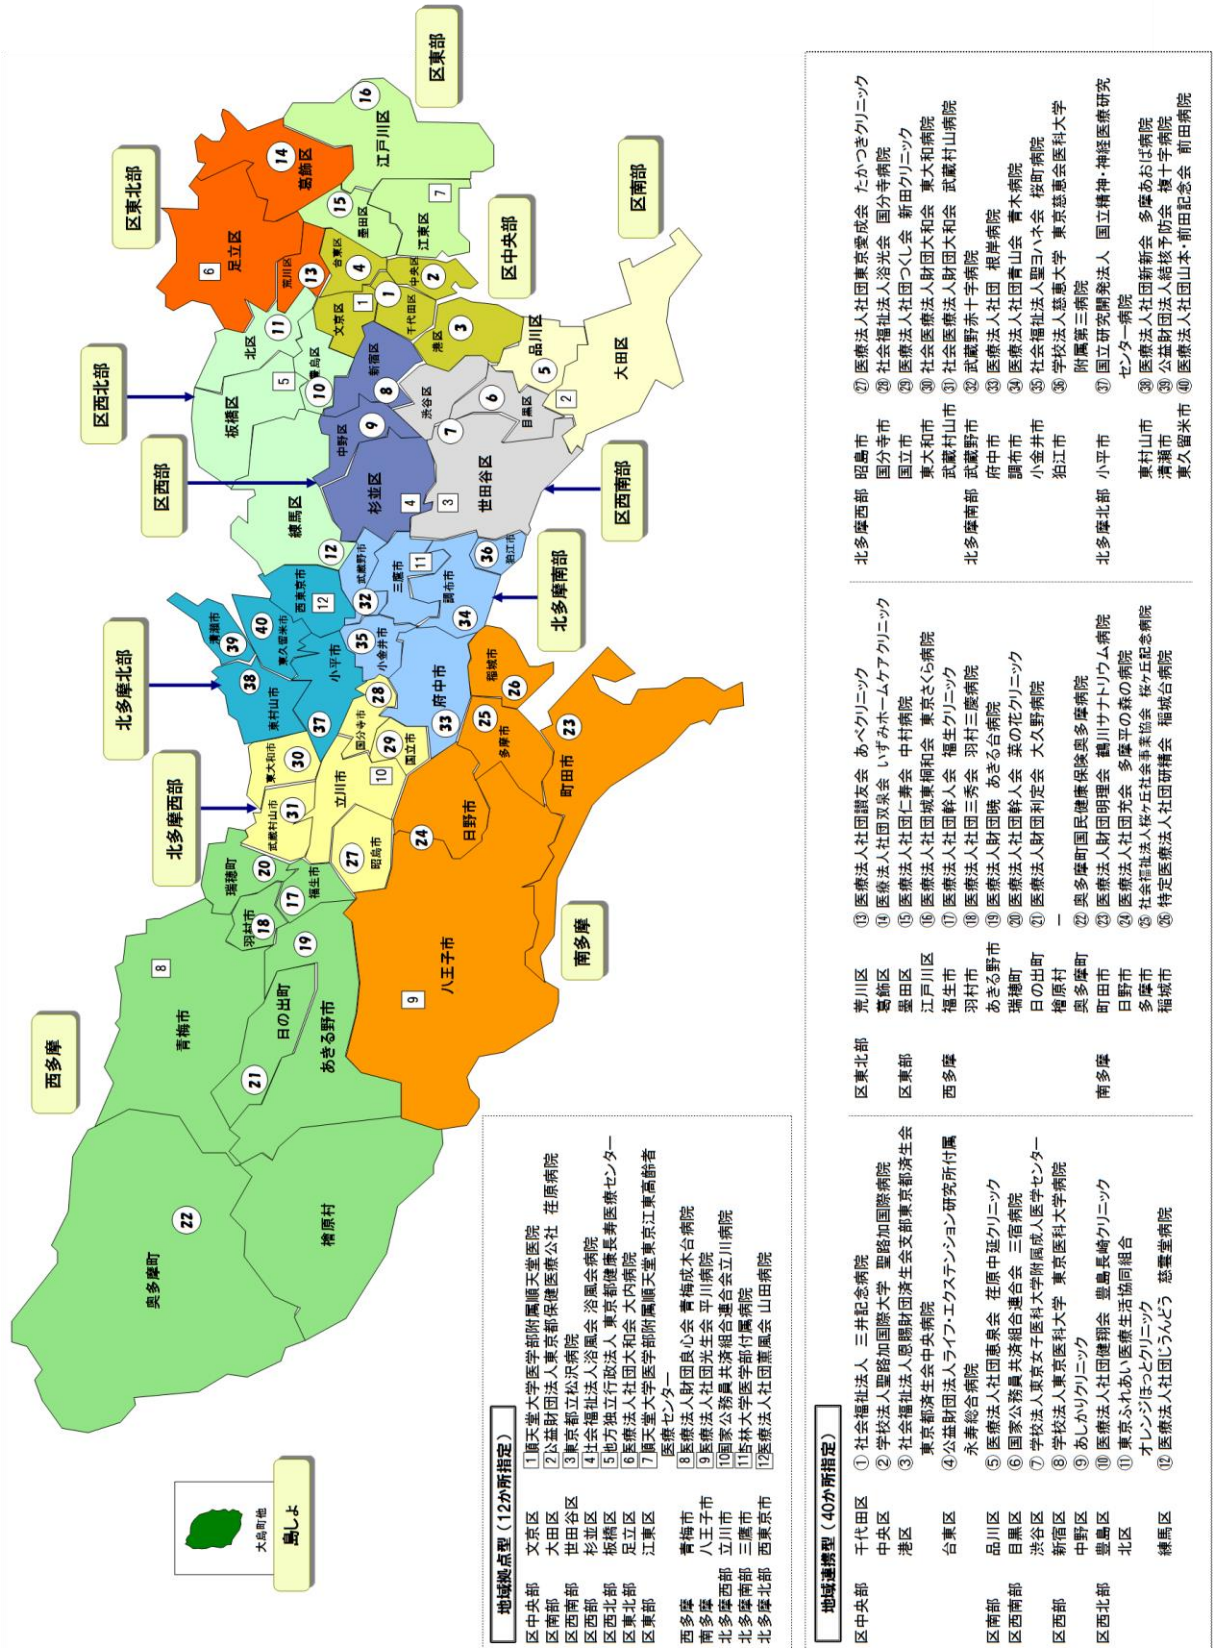 西多摩
北多摩西部
北多摩北部
区西部
区西北部
区東北部
区東部
区中央部
区南部
区西南部
北多摩南部
南多摩
島しょ
大島町他
奥多摩町
22
檜原村
青梅市
8
日の出町
21
あきる野市
19
羽村市
18
瑞穂町
20
福生市
17
八王子市
9
日野市
24
多摩市
25
稲城市
26
町田市
23
昭島市
27
立川市
10
武蔵村山市
31
東大和市
30
国分寺市
28
国立市
29
東村山市
38
清瀬市
39
東久留米市
40
小平市
37
西東京市
12
武蔵野市
32
三鷹市
11
小金井市
35
府中市
33
調布市
34
狛江市
36
練馬区
12
板橋区
5
北区
11
豊島区
10
中野区
9
新宿区
8
杉並区
4
世田谷区
3
渋谷区
7
目黒区
6
品川区
5
大田区
2
港区
3
千代田区
1
文京区
1
中央区
2
台東区
4
荒川区
13
足立区
6
葛飾区
14
墨田区
15
江東区
7
江戸川区
16
地域拠点型（12か所指定）
区中央部 文京区 1 順天堂大学医学部附属順天堂医院
区南部 大田区 2 公益財団法人東京都保健医療公社 荏原病院
区西南部 世田谷区 3 東京都立松沢病院
区西部 杉並区 4 社会福祉法人浴風会 浴風会病院
区西北部 板橋区 5 地方独立行政法人 東京都健康長寿医療センター
区東北部 足立区 6 医療法人社団大和会 大内病院
区東部 江東区 7 順天堂大学医学部附属順天堂東京江東高齢者
医療センター
西多摩 青梅市 8 医療法人財団良心会 青梅成木台病院
南多摩 八王子市 9 医療法人社団光生会 平川病院
北多摩西部 立川市 10 国家公務員共済組合連合会立川病院
北多摩南部 三鷹市 11 杏林大学医学部付属病院
北多摩北部 西東京市 12 医療法人社団薫風会 山田病院
地域連携型（40か所指定）
区中央部 千代田区 ① 社会福祉法人 三井記念病院
中央区 ② 学校法人聖路加国際大学 聖路加国際病院
港区 ③ 社会福祉法人恩賜財団済生会支部東京都済生会
東京都済生会中央病院
台東区 ④ 公益財団法人ライフ・エクステンション研究所付属
永寿総合病院
区南部 品川区 ⑤ 医療法人社団恵泉会 荏原中延クリニック
区西南部 目黒区 ⑥ 国家公務員共済組合連合会 三宿病院
渋谷区 ⑦ 学校法人東京女子医科大学附属成人医学センター
区西部 新宿区 ⑧ 学校法人東京医科大学 東京医科大学病院
中野区 ⑨ あしかりクリニック
区西北部 豊島区 ⑩ 医療法人社団健翔会 豊島長崎クリニック
北区 ⑪ 東京ふれあい医療生活協同組合
オレンジほっとクリニック
練馬区 ⑫ 医療法人社団じうんどう 慈雲堂病院
区東北部 荒川区 ⑬ 医療法人社団讃友会 あべクリニック
葛飾区 ⑭ 医療法人社団双泉会 いずみホームケアクリニック
区東部 墨田区 ⑮ 医療法人社団仁寿会 中村病院
江戸川区 ⑯ 医療法人社団城東桐和会 東京さくら病院
西多摩 福生市 ⑰ 医療法人社団幹人会 福生クリニック
羽村市 ⑱ 医療法人社団三秀会 羽村三慶病院
あきる野市 ⑲ 医療法人財団暁 あきる台病院
瑞穂町 ⑳ 医療法人社団幹人会 菜の花クリニック
日の出町 ㉑ 医療法人財団利定会 大久野病院
檜原村 －
奥多摩町 ㉒ 奥多摩町国民健康保険奥多摩病院
南多摩 町田市 ㉓ 医療法人財団明理会 鶴川サナトリウム病院
日野市 ㉔ 医療法人社団充会 多摩平の森の病院
多摩市 ㉕ 社会福祉法人桜ヶ丘社会事業協会 桜ヶ丘記念病院
稲城市 ㉖ 特定医療法人社団研精会 稲城台病院
北多摩西部 昭島市 ㉗ 医療法人社団東京愛成会 たかつきクリニック
国分寺市 ㉘ 社会福祉法人浴光会 国分寺病院
国立市 ㉙ 医療法人社団つくし会 新田クリニック
東大和市 ㉚ 社会医療法人財団大和会 東大和病院
武蔵村山市 ㉛ 社会医療法人財団大和会 武蔵村山病院
北多摩南部 武蔵野市 ㉜ 武蔵野赤十字病院
府中市 ㉝ 医療法人社団 根岸病院
調布市 ㉞ 医療法人社団青山会 青木病院
小金井市 ㉟ 社会福祉法人聖ヨハネ会 桜町病院
狛江市 ㊱ 学校法人慈恵大学 東京慈恵会医科大学
附属第三病院
北多摩北部 小平市 ㊲ 国立研究開発法人 国立精神・神経医療研究
センター病院
東村山市 ㊳ 医療法人社団新新会 多摩あおば病院
清瀬市 ㊴ 公益財団法人結核予防会 複十字病院
東久留米市 ㊵ 医療法人社団山本・前田記念会 前田病院